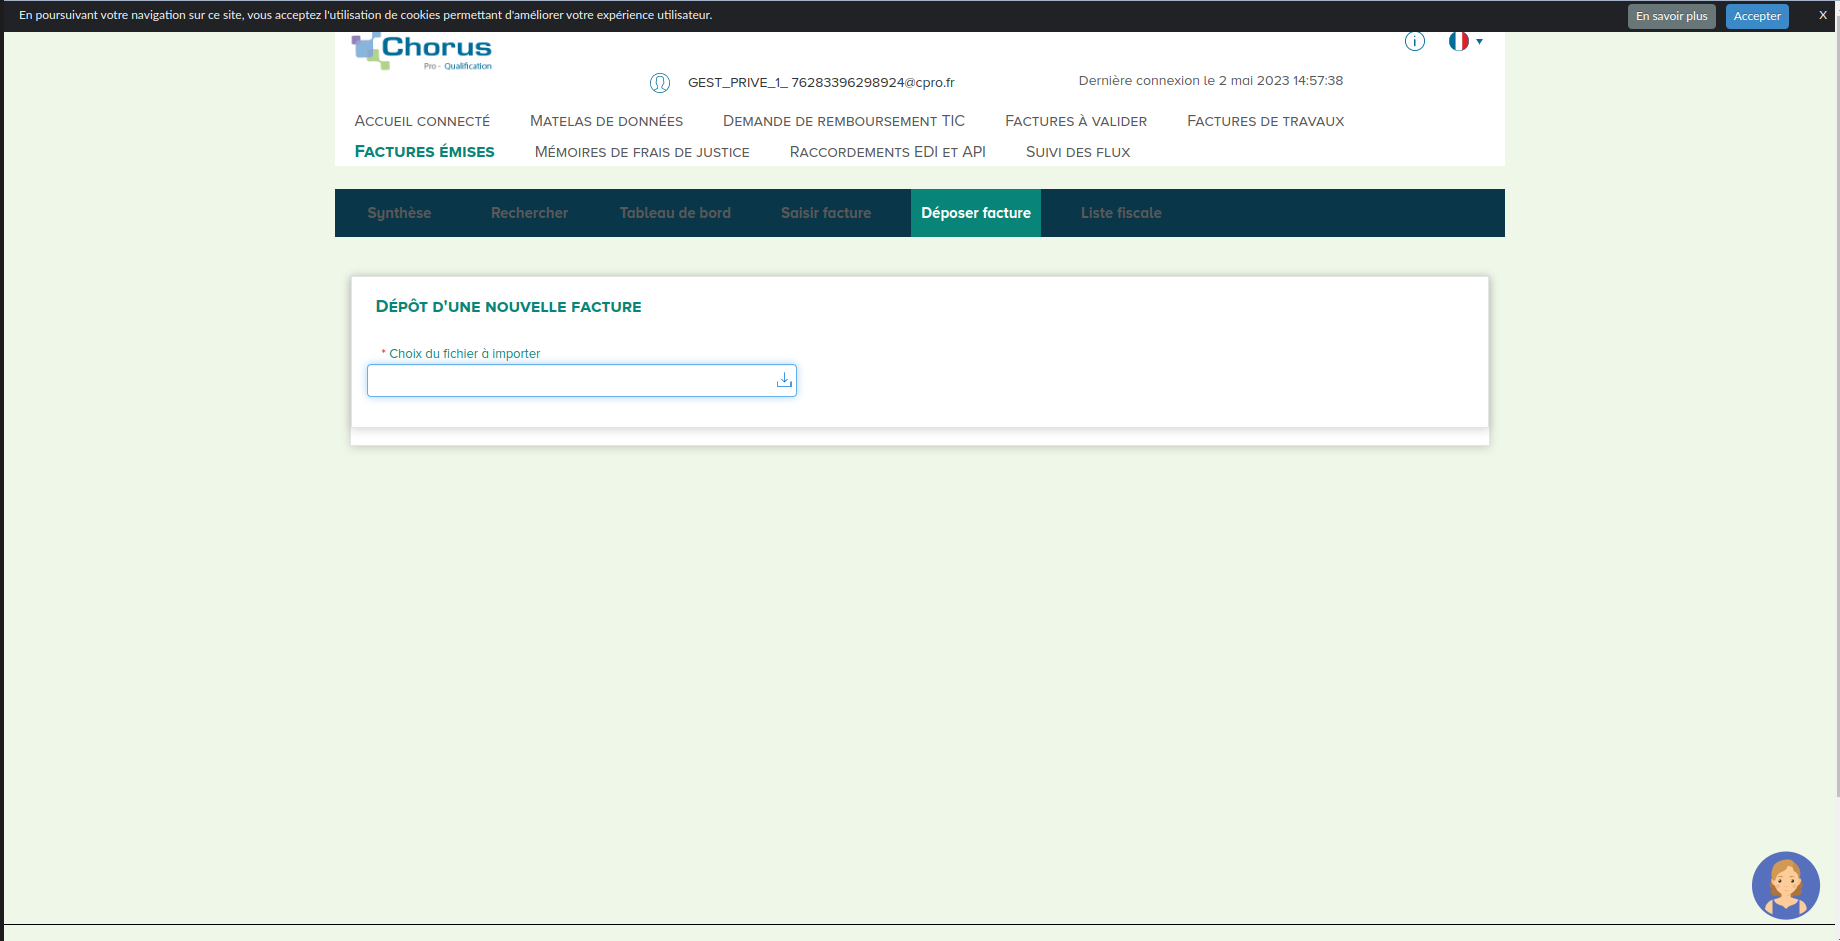 En poursuivant votre navigation sur ce site, vous acceptez l'utilisation de cookies permettant d'améliorer votre expérience utilisateur.
En savoir plus
Accepter
X
Chorus
Pro - Qualification
GEST_PRIVE_1_ 76283396298924@cpro.fr
Dernière connexion le 2 mai 2023 14:57:38
ACCUEIL CONNECTÉ
MATELAS DE DONNÉES
DEMANDE DE REMBOURSEMENT TIC
FACTURES À VALIDER
FACTURES DE TRAVAUX
FACTURES ÉMISES
MÉMOIRES DE FRAIS DE JUSTICE
RACCORDEMENTS EDI ET API
SUIVI DES FLUX
Synthèse
Rechercher
Tableau de bord
Saisir facture
Déposer facture
Liste fiscale
DÉPÔT D'UNE NOUVELLE FACTURE
* Choix du fichier à importer